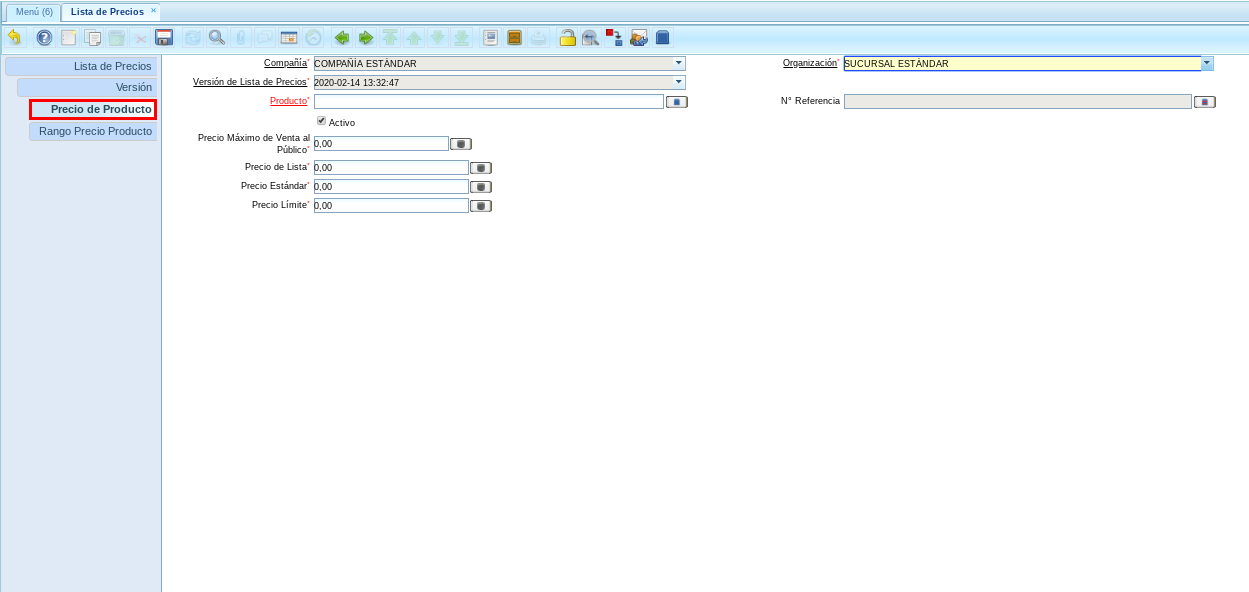 Menú (6) Lista de Precios ×
Lista de Precios
Versión
Precio de Producto
Rango Precio Producto
Compañía* COMPAÑÍA ESTÁNDAR Organización* SUCURSAL ESTÁNDAR
Versión de Lista de Precios* 2020-02-14 13:32:47
Producto* N° Referencia
Activo
Precio Máximo de Venta al
Público* 0,00
Precio de Lista* 0,00
Precio Estándar* 0,00
Precio Límite* 0,00